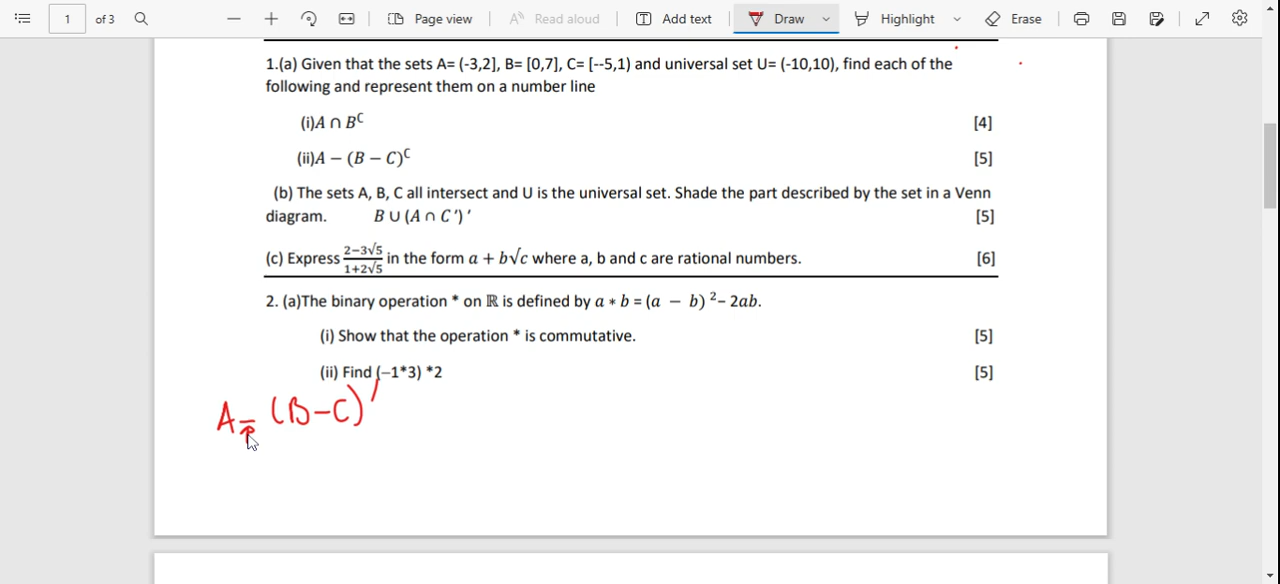 1 of 3 Page view Read aloud Add text Draw Highlight Erase
1.(a) Given that the sets A= (-3,2], B= [0,7], C= [--5,1) and universal set U= (-10,10), find each of the
following and represent them on a number line
(i)A ∩ Bᶜ [4]
(ii)A − (B − C)ᶜ [5]
(b) The sets A, B, C all intersect and U is the universal set. Shade the part described by the set in a Venn
diagram. B ∪ (A ∩ C′)′ [5]
(c) Express (2−3√5)/(1+2√5) in the form a + b√c where a, b and c are rational numbers. [6]
2. (a)The binary operation * on ℝ is defined by a ∗ b = (a − b) ²– 2ab.
(i) Show that the operation * is commutative. [5]
(ii) Find (−1*3) *2 [5]
A − (B−C)′